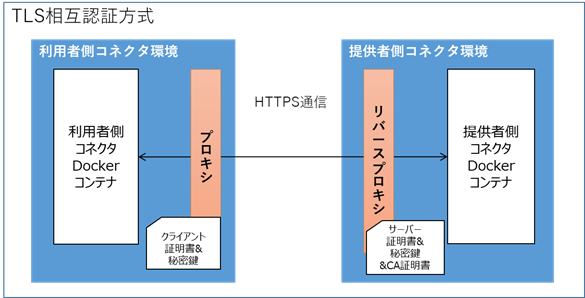 TLS相互認証方式
利用者側コネクタ環境
提供者側コネクタ環境
利用者側
コネクタ
Docker
コンテナ
プロキシ
HTTPS通信
リバースプロキシ
提供者側
コネクタ
Docker
コンテナ
クライアント
証明書&
秘密鍵
サーバー
証明書&
秘密鍵
&CA証明書